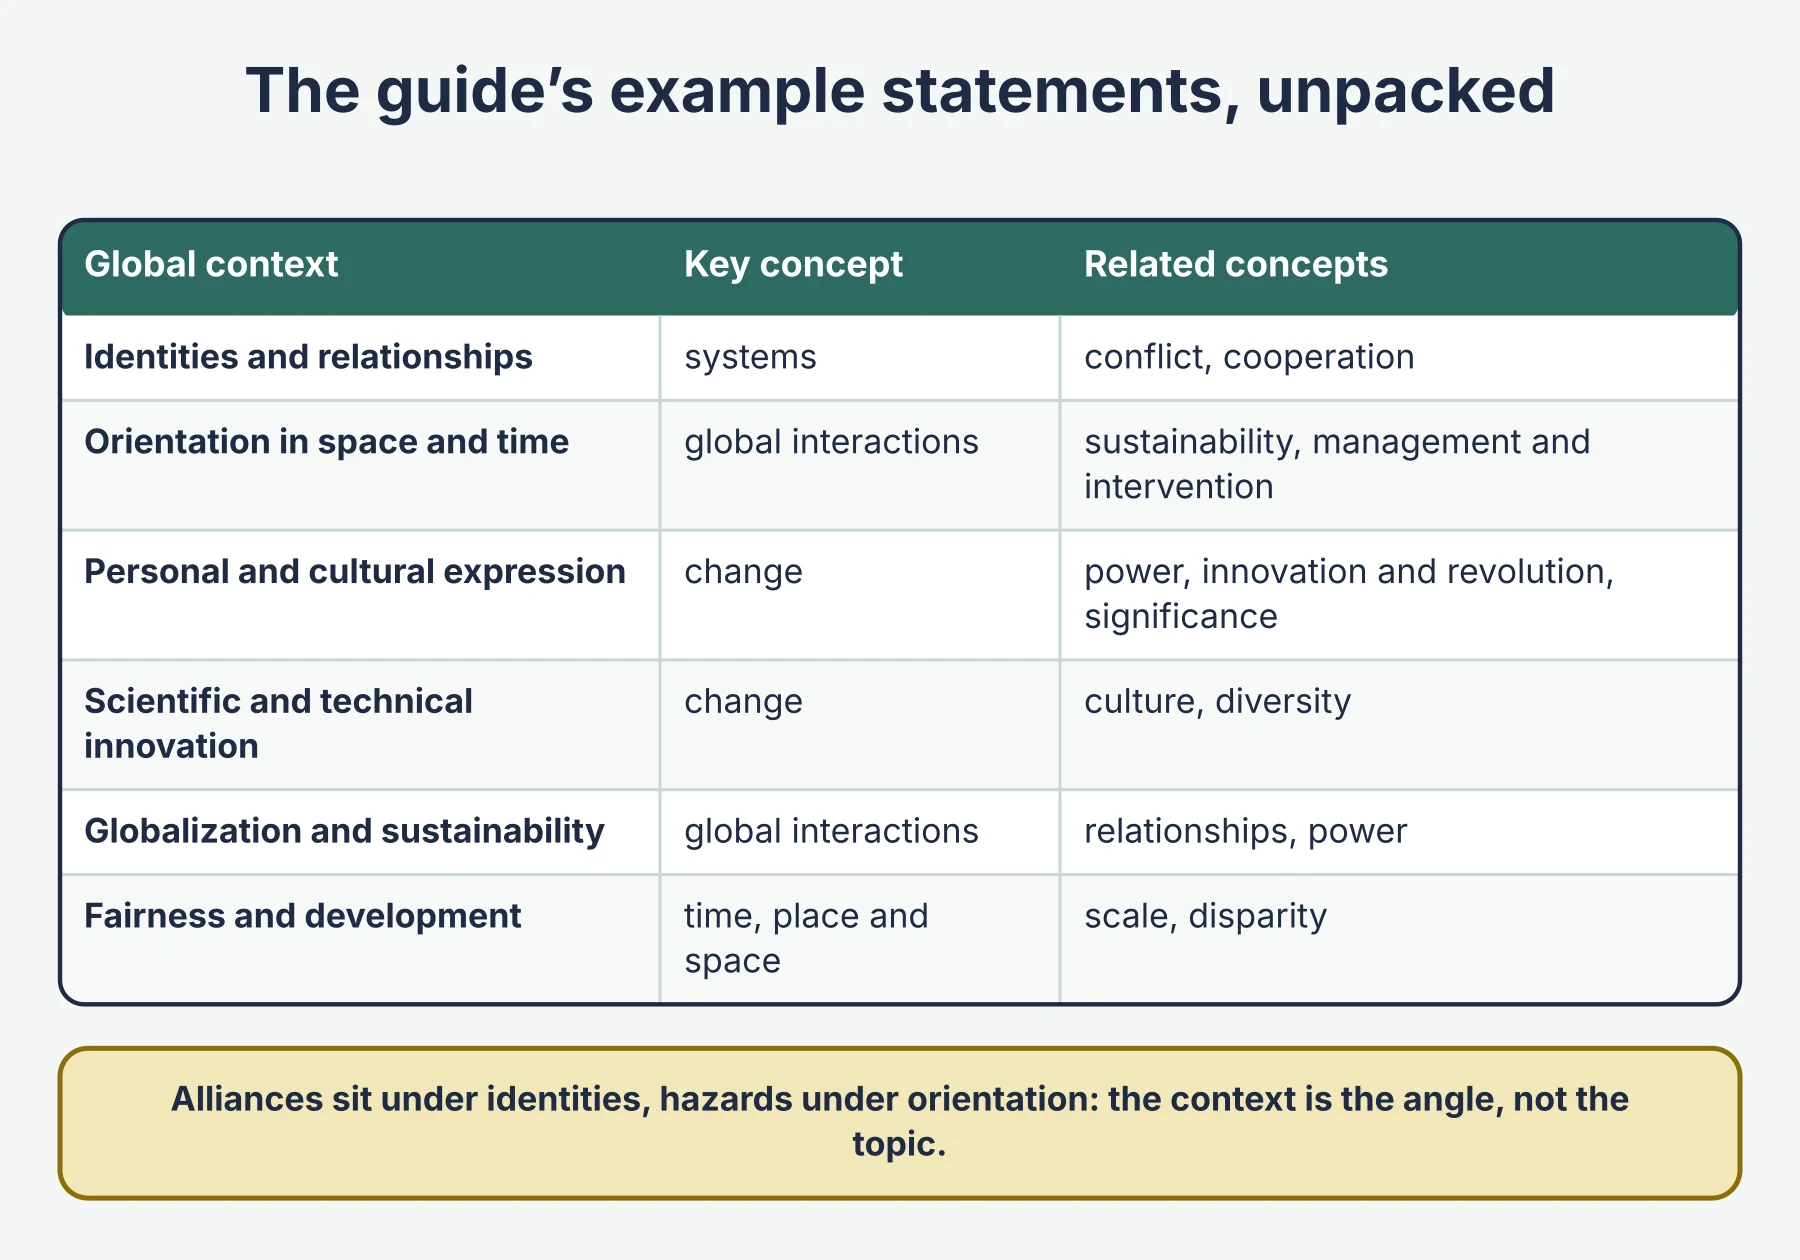 The guide’s example statements, unpacked
Global context Key concept Related concepts
Identities and relationships systems conflict, cooperation
Orientation in space and time global interactions sustainability, management and
intervention
Personal and cultural expression change power, innovation and revolution,
significance
Scientific and technical change culture, diversity
innovation
Globalization and sustainability global interactions relationships, power
Fairness and development time, place and scale, disparity
space
Alliances sit under identities, hazards under orientation: the context is the angle, not the
topic.